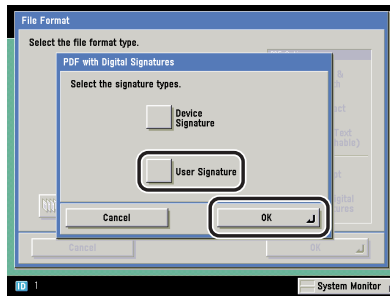 File Format
Select the file format type.
PDF with Digital Signatures
Select the signature types.
Device
Signature
User Signature
Cancel
OK
Cancel
OK
ID 1
System Monitor